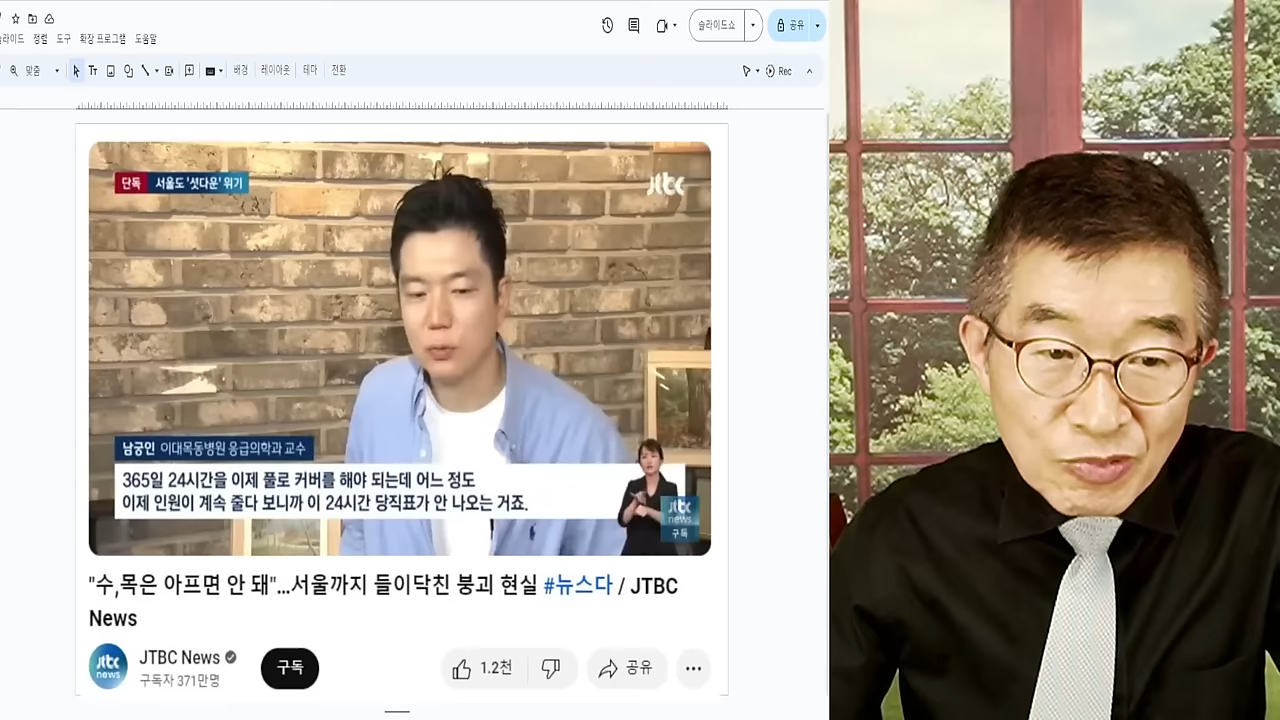 슬라이드쇼
공유
라이드 정렬 도구 확장 프로그램 도움말
맞춤
배경 레이아웃 테마 전환
Rec
단독 서울도 '셧다운' 위기
jtbc
남궁인 이대목동병원 응급의학과 교수
365일 24시간을 이제 풀로 커버를 해야 되는데 어느 정도
이제 인원이 계속 줄다 보니까 이 24시간 당직표가 안 나오는 거죠.
jtbc
news
구독
"수,목은 아프면 안 돼"...서울까지 들이닥친 붕괴 현실 #뉴스다 / JTBC
News
jtbc
news
JTBC News
구독자 371만명
구독
1.2천
공유